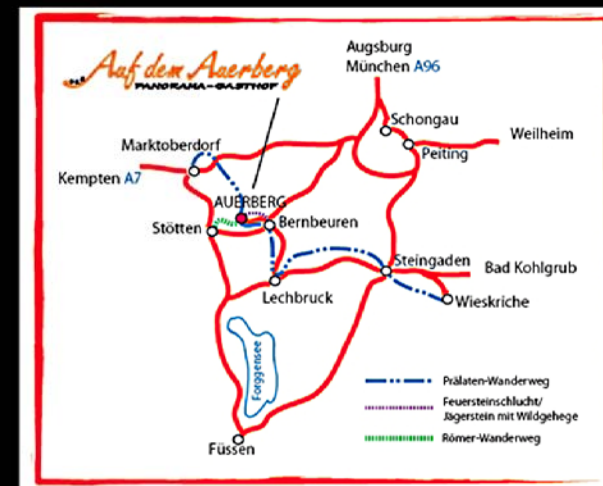 Auf dem Auerberg
PANORAMA-GASTHOF
Augsburg
München A96
Schongau
Weilheim
Peiting
Marktoberdorf
Kempten A7
AUERBERG
Bernbeuren
Stötten
Steingaden
Bad Kohlgrub
Lechbruck
Wieskriche
Forggensee
Füssen
Prälaten-Wanderweg
Feuersteinschlucht/
Jägerstein mit Wildgehege
Römer-Wanderweg